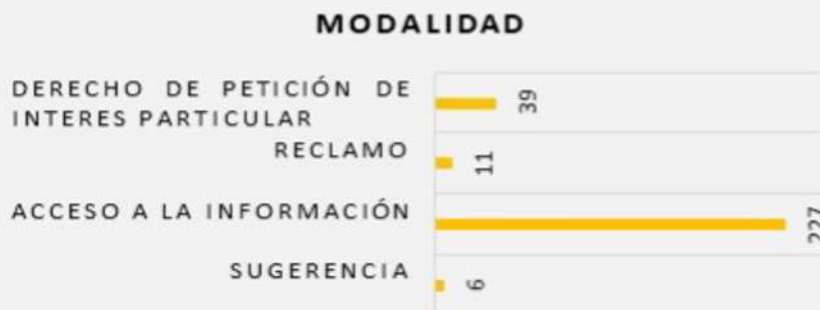 MODALIDAD
DERECHO DE PETICIÓN DE
INTERES PARTICULAR
39
RECLAMO
11
ACCESO A LA INFORMACIÓN
227
SUGERENCIA
6